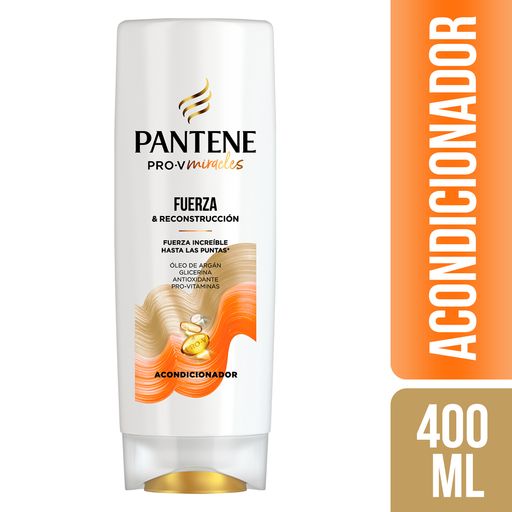 PANTENE
PRO-V miracles
FUERZA
& RECONSTRUCCIÓN
FUERZA INCREÍBLE
HASTA LAS PUNTAS*
ÓLEO DE ARGÁN
GLICERINA
ANTIOXIDANTE
PRO-VITAMINAS
PRO-V
ACONDICIONADOR
ACONDICIONADOR
400
ML